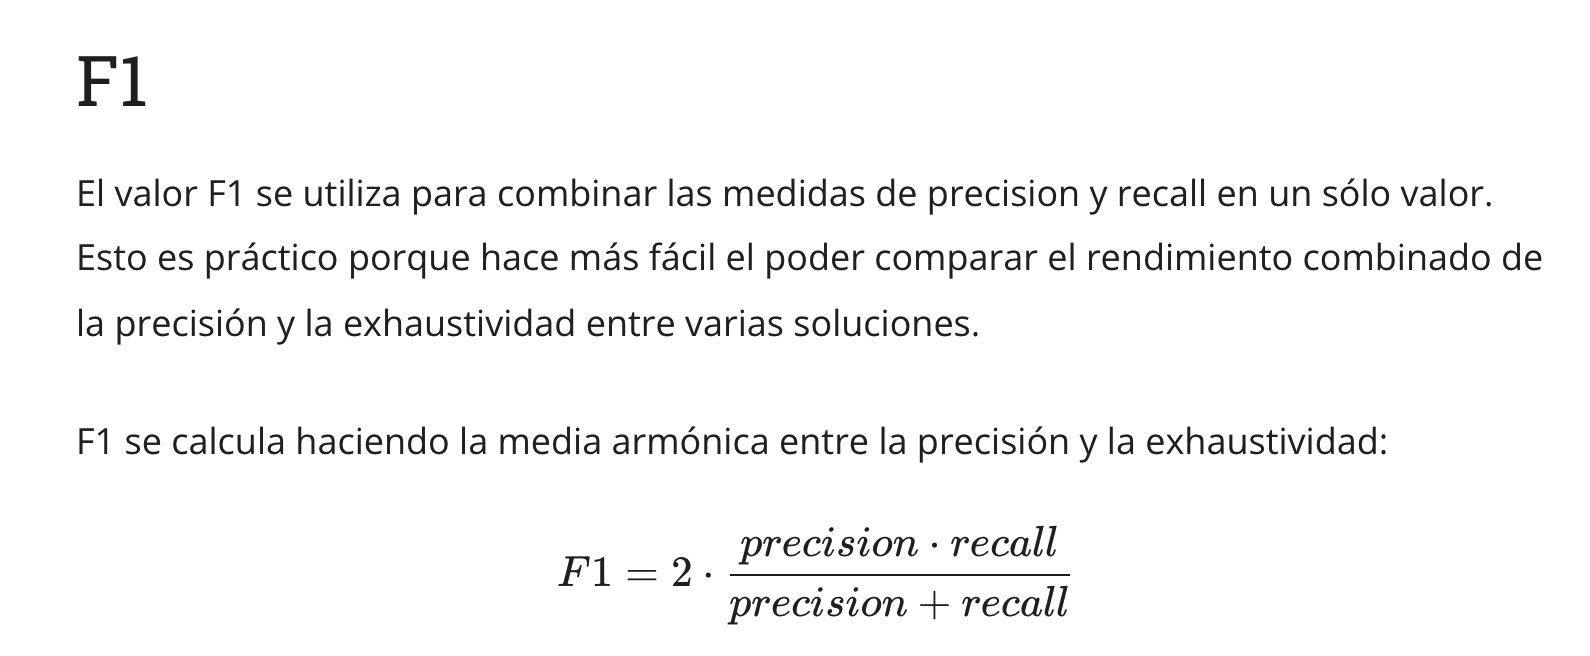 F1
El valor F1 se utiliza para combinar las medidas de precision y recall en un sólo valor.
Esto es práctico porque hace más fácil el poder comparar el rendimiento combinado de
la precisión y la exhaustividad entre varias soluciones.
F1 se calcula haciendo la media armónica entre la precisión y la exhaustividad:
F1 = 2 · precision · recall / precision + recall